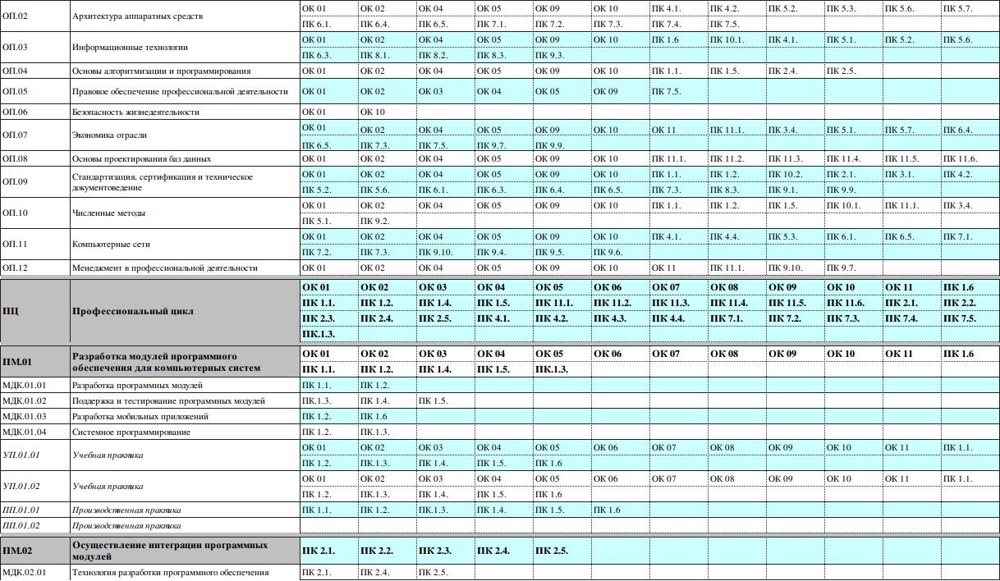 ОК 01 ОК 02 ОК 04 ОК 05 ОК 09 ОК 10 ПК 4.1. ПК 4.2. ПК 5.2. ПК 5.3. ПК 5.6. ПК 5.7.
ОП.02 Архитектура аппаратных средств
ПК 6.1. ПК 6.4. ПК 6.5. ПК 7.1. ПК 7.2. ПК 7.3. ПК 7.4. ПК 7.5.
ОК 01 ОК 02 ОК 04 ОК 05 ОК 09 ОК 10 ПК 1.6 ПК 10.1. ПК 4.1. ПК 5.1. ПК 5.2. ПК 5.6.
ОП.03 Информационные технологии
ПК 6.3. ПК 8.1. ПК 8.2. ПК 8.3. ПК 9.3.
ОП.04 Основы алгоритмизации и программирования ОК 01 ОК 02 ОК 04 ОК 05 ОК 09 ОК 10 ПК 1.1. ПК 1.5. ПК 2.4. ПК 2.5.
ОП.05 Правовое обеспечение профессиональной деятельности ОК 01 ОК 02 ОК 03 ОК 04 ОК 05 ОК 09 ПК 7.5.
ОП.06 Безопасность жизнедеятельности ОК 01 ОК 10
ОК 01 ОК 02 ОК 04 ОК 05 ОК 09 ОК 10 ОК 11 ПК 11.1. ПК 3.4. ПК 5.1. ПК 5.7. ПК 6.4.
ОП.07 Экономика отрасли
ПК 6.5. ПК 7.3. ПК 7.5. ПК 9.7. ПК 9.9.
ОП.08 Основы проектирования баз данных ОК 01 ОК 02 ОК 04 ОК 05 ОК 09 ОК 10 ПК 11.1. ПК 11.2. ПК 11.3. ПК 11.4. ПК 11.5. ПК 11.6.
ОП.09 Стандартизация, сертификация и техническое ОК 01 ОК 02 ОК 04 ОК 05 ОК 09 ОК 10 ПК 1.1. ПК 1.2. ПК 10.2. ПК 2.1. ПК 3.1. ПК 4.2.
документоведение ПК 5.2. ПК 5.6. ПК 6.1. ПК 6.3. ПК 6.4. ПК 6.5. ПК 7.3. ПК 8.3. ПК 9.1. ПК 9.9.
ОК 01 ОК 02 ОК 04 ОК 05 ОК 09 ОК 10 ПК 1.1. ПК 1.2. ПК 1.5. ПК 10.1. ПК 11.1. ПК 3.4.
ОП.10 Численные методы
ПК 5.1. ПК 9.2.
ОК 01 ОК 02 ОК 04 ОК 05 ОК 09 ОК 10 ПК 4.1. ПК 4.4. ПК 5.3. ПК 6.1. ПК 6.5. ПК 7.1.
ОП.11 Компьютерные сети
ПК 7.2. ПК 7.3. ПК 9.10. ПК 9.4. ПК 9.5. ПК 9.6.
ОП.12 Менеджмент в профессиональной деятельности ОК 01 ОК 02 ОК 04 ОК 05 ОК 09 ОК 10 ОК 11 ПК 11.1. ПК 9.10. ПК 9.7.
ОК 01 ОК 02 ОК 03 ОК 04 ОК 05 ОК 06 ОК 07 ОК 08 ОК 09 ОК 10 ОК 11 ПК 1.6
ПК 1.1. ПК 1.2. ПК 1.4. ПК 1.5. ПК 11.1. ПК 11.2. ПК 11.3. ПК 11.4. ПК 11.5. ПК 11.6. ПК 2.1. ПК 2.2.
ПЦ Профессиональный цикл
ПК 2.3. ПК 2.4. ПК 2.5. ПК 4.1. ПК 4.2. ПК 4.3. ПК 4.4. ПК 7.1. ПК 7.2. ПК 7.3. ПК 7.4. ПК 7.5.
ПК.1.3.
ПМ.01 Разработка модулей программного ОК 01 ОК 02 ОК 03 ОК 04 ОК 05 ОК 06 ОК 07 ОК 08 ОК 09 ОК 10 ОК 11 ПК 1.6
обеспечения для компьютерных систем ПК 1.1. ПК 1.2. ПК 1.4. ПК 1.5. ПК.1.3.
МДК.01.01 Разработка программных модулей ПК 1.1. ПК 1.2.
МДК.01.02 Поддержка и тестирование программных модулей ПК.1.3. ПК 1.4. ПК 1.5.
МДК.01.03 Разработка мобильных приложений ПК 1.2. ПК 1.6
МДК.01.04 Системное программирование ПК 1.2. ПК.1.3.
ОК 01 ОК 02 ОК 03 ОК 04 ОК 05 ОК 06 ОК 07 ОК 08 ОК 09 ОК 10 ОК 11 ПК 1.1.
УП.01.01 Учебная практика
ПК 1.2. ПК.1.3. ПК 1.4. ПК 1.5. ПК 1.6
ОК 01 ОК 02 ОК 03 ОК 04 ОК 05 ОК 06 ОК 07 ОК 08 ОК 09 ОК 10 ОК 11 ПК 1.1.
УП.01.02 Учебная практика
ПК 1.2. ПК.1.3. ПК 1.4. ПК 1.5. ПК 1.6
ПП.01.01 Производственная практика ПК 1.1. ПК 1.2. ПК.1.3. ПК 1.4. ПК 1.5. ПК 1.6
ПП.01.02 Производственная практика
ПМ.02 Осуществление интеграции программных
модулей ПК 2.1. ПК 2.2. ПК 2.3. ПК 2.4. ПК 2.5.
МДК.02.01 Технология разработки программного обеспечения ПК 2.1. ПК 2.4. ПК 2.5.